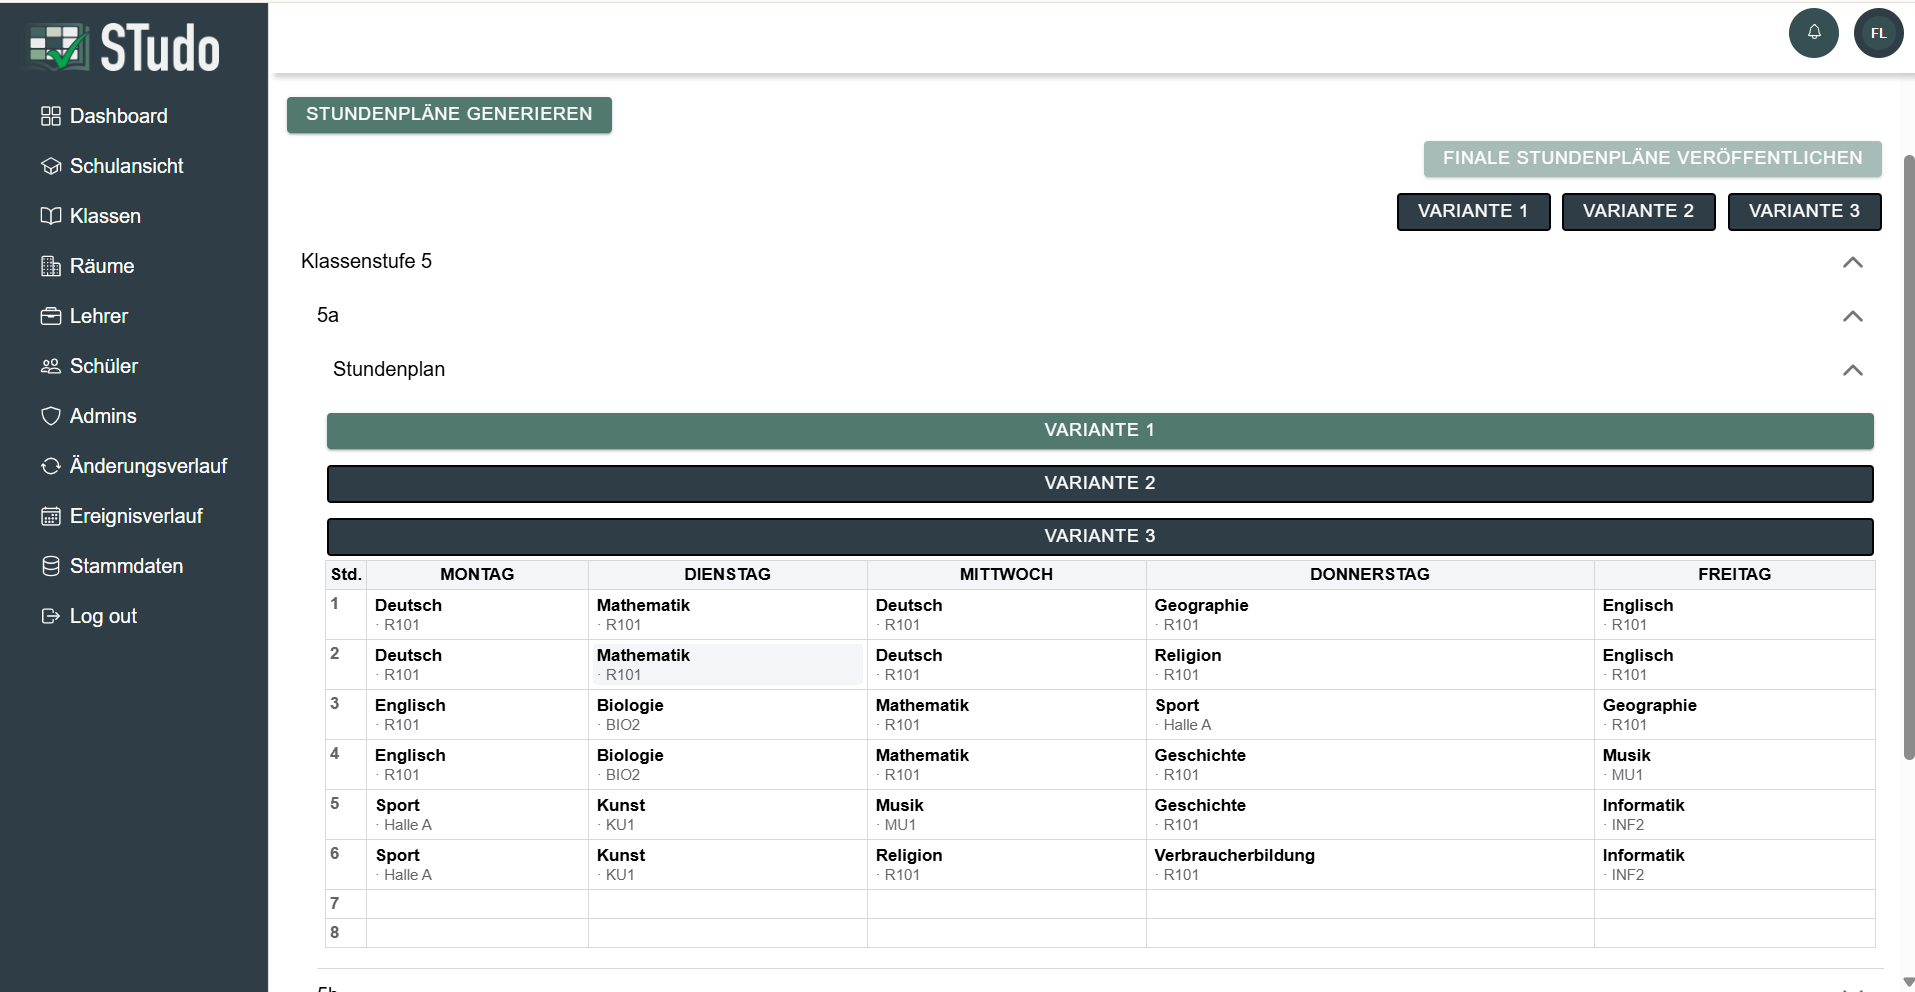 STudo
FL
Dashboard
Schulansicht
Klassen
Räume
Lehrer
Schüler
Admins
Änderungsverlauf
Ereignisverlauf
Stammdaten
Log out
STUNDENPLÄNE GENERIEREN
FINALE STUNDENPLÄNE VERÖFFENTLICHEN
VARIANTE 1 VARIANTE 2 VARIANTE 3
Klassenstufe 5
5a
Stundenplan
VARIANTE 1
VARIANTE 2
VARIANTE 3
Std. MONTAG DIENSTAG MITTWOCH DONNERSTAG FREITAG
1 Deutsch Mathematik Deutsch Geographie Englisch
· R101 · R101 · R101 · R101 · R101
2 Deutsch Mathematik Deutsch Religion Englisch
· R101 · R101 · R101 · R101 · R101
3 Englisch Biologie Mathematik Sport Geographie
· R101 · BIO2 · R101 · Halle A · R101
4 Englisch Biologie Mathematik Geschichte Musik
· R101 · BIO2 · R101 · R101 · MU1
5 Sport Kunst Musik Geschichte Informatik
· Halle A · KU1 · MU1 · R101 · INF2
6 Sport Kunst Religion Verbraucherbildung Informatik
· Halle A · KU1 · R101 · R101 · INF2
7
8